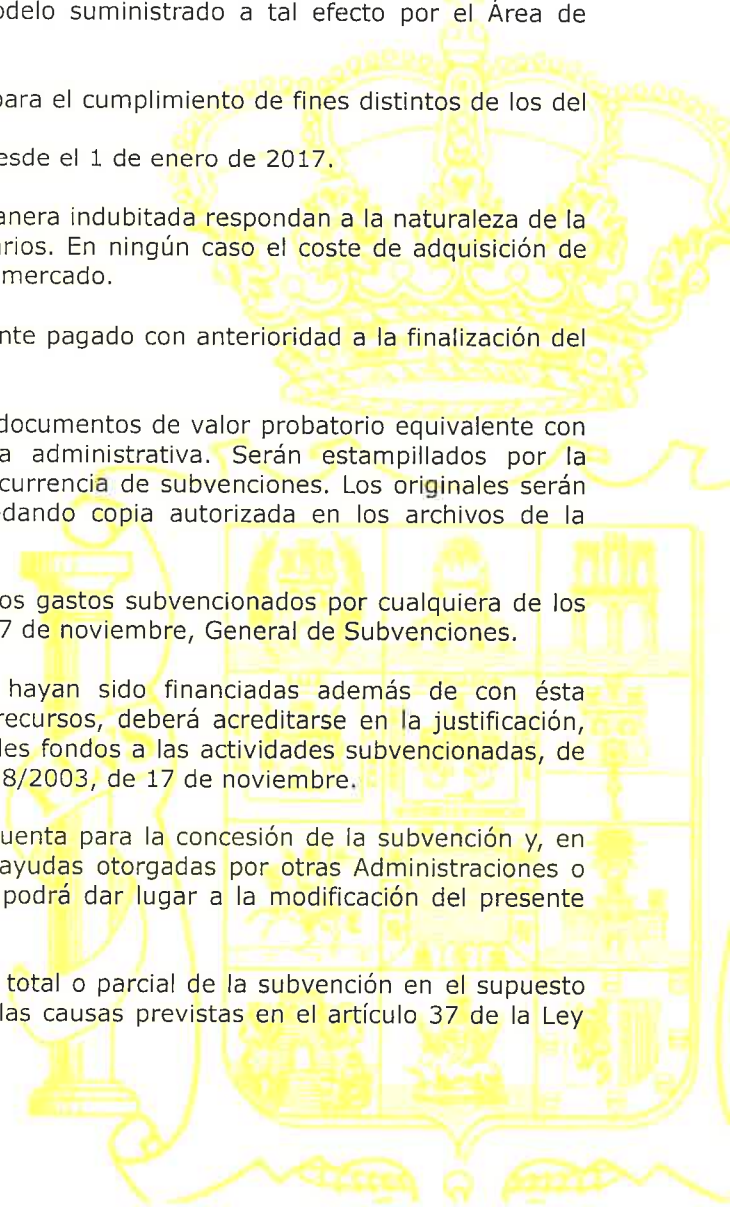 delo suministrado a tal efecto por el Área de
para el cumplimiento de fines distintos de los del
esde el 1 de enero de 2017.
anera indubitada respondan a la naturaleza de la
arios. En ningún caso el coste de adquisición de
mercado.
nte pagado con anterioridad a la finalización del
documentos de valor probatorio equivalente con
a administrativa. Serán estampillados por la
currencia de subvenciones. Los originales serán
dando copia autorizada en los archivos de la
os gastos subvencionados por cualquiera de los
7 de noviembre, General de Subvenciones.
hayan sido financiadas además de con ésta
recursos, deberá acreditarse en la justificación,
les fondos a las actividades subvencionadas, de
8/2003, de 17 de noviembre.
uenta para la concesión de la subvención y, en
ayudas otorgadas por otras Administraciones o
podrá dar lugar a la modificación del presente
total o parcial de la subvención en el supuesto
las causas previstas en el artículo 37 de la Ley